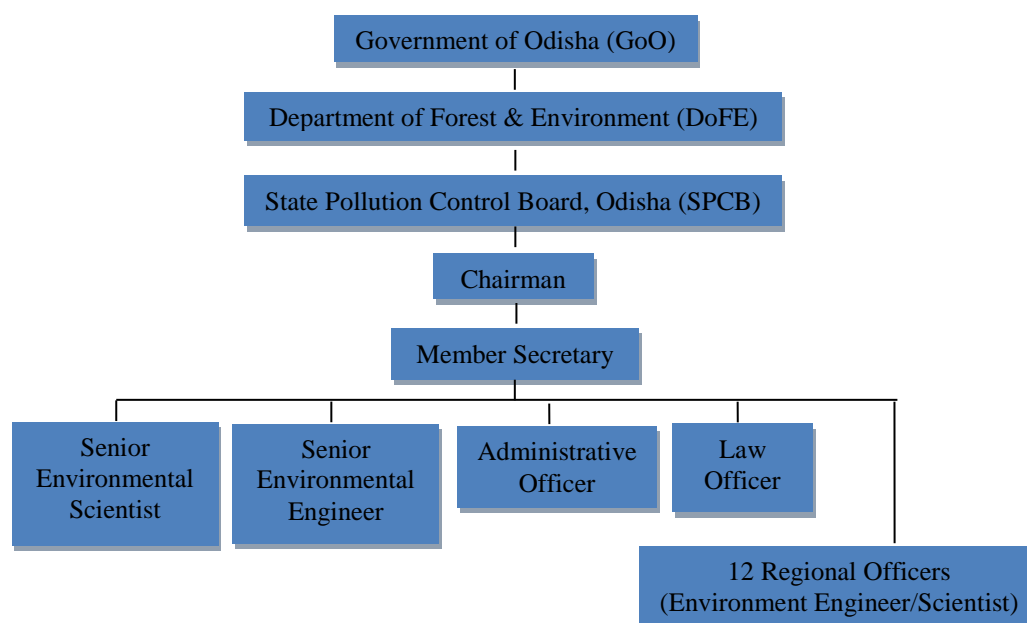 Government of Odisha (GoO)
Department of Forest & Environment (DoFE)
State Pollution Control Board, Odisha (SPCB)
Chairman
Member Secretary
Senior
Environmental
Scientist
Senior
Environmental
Engineer
Administrative
Officer
Law
Officer
12 Regional Officers
(Environment Engineer/Scientist)